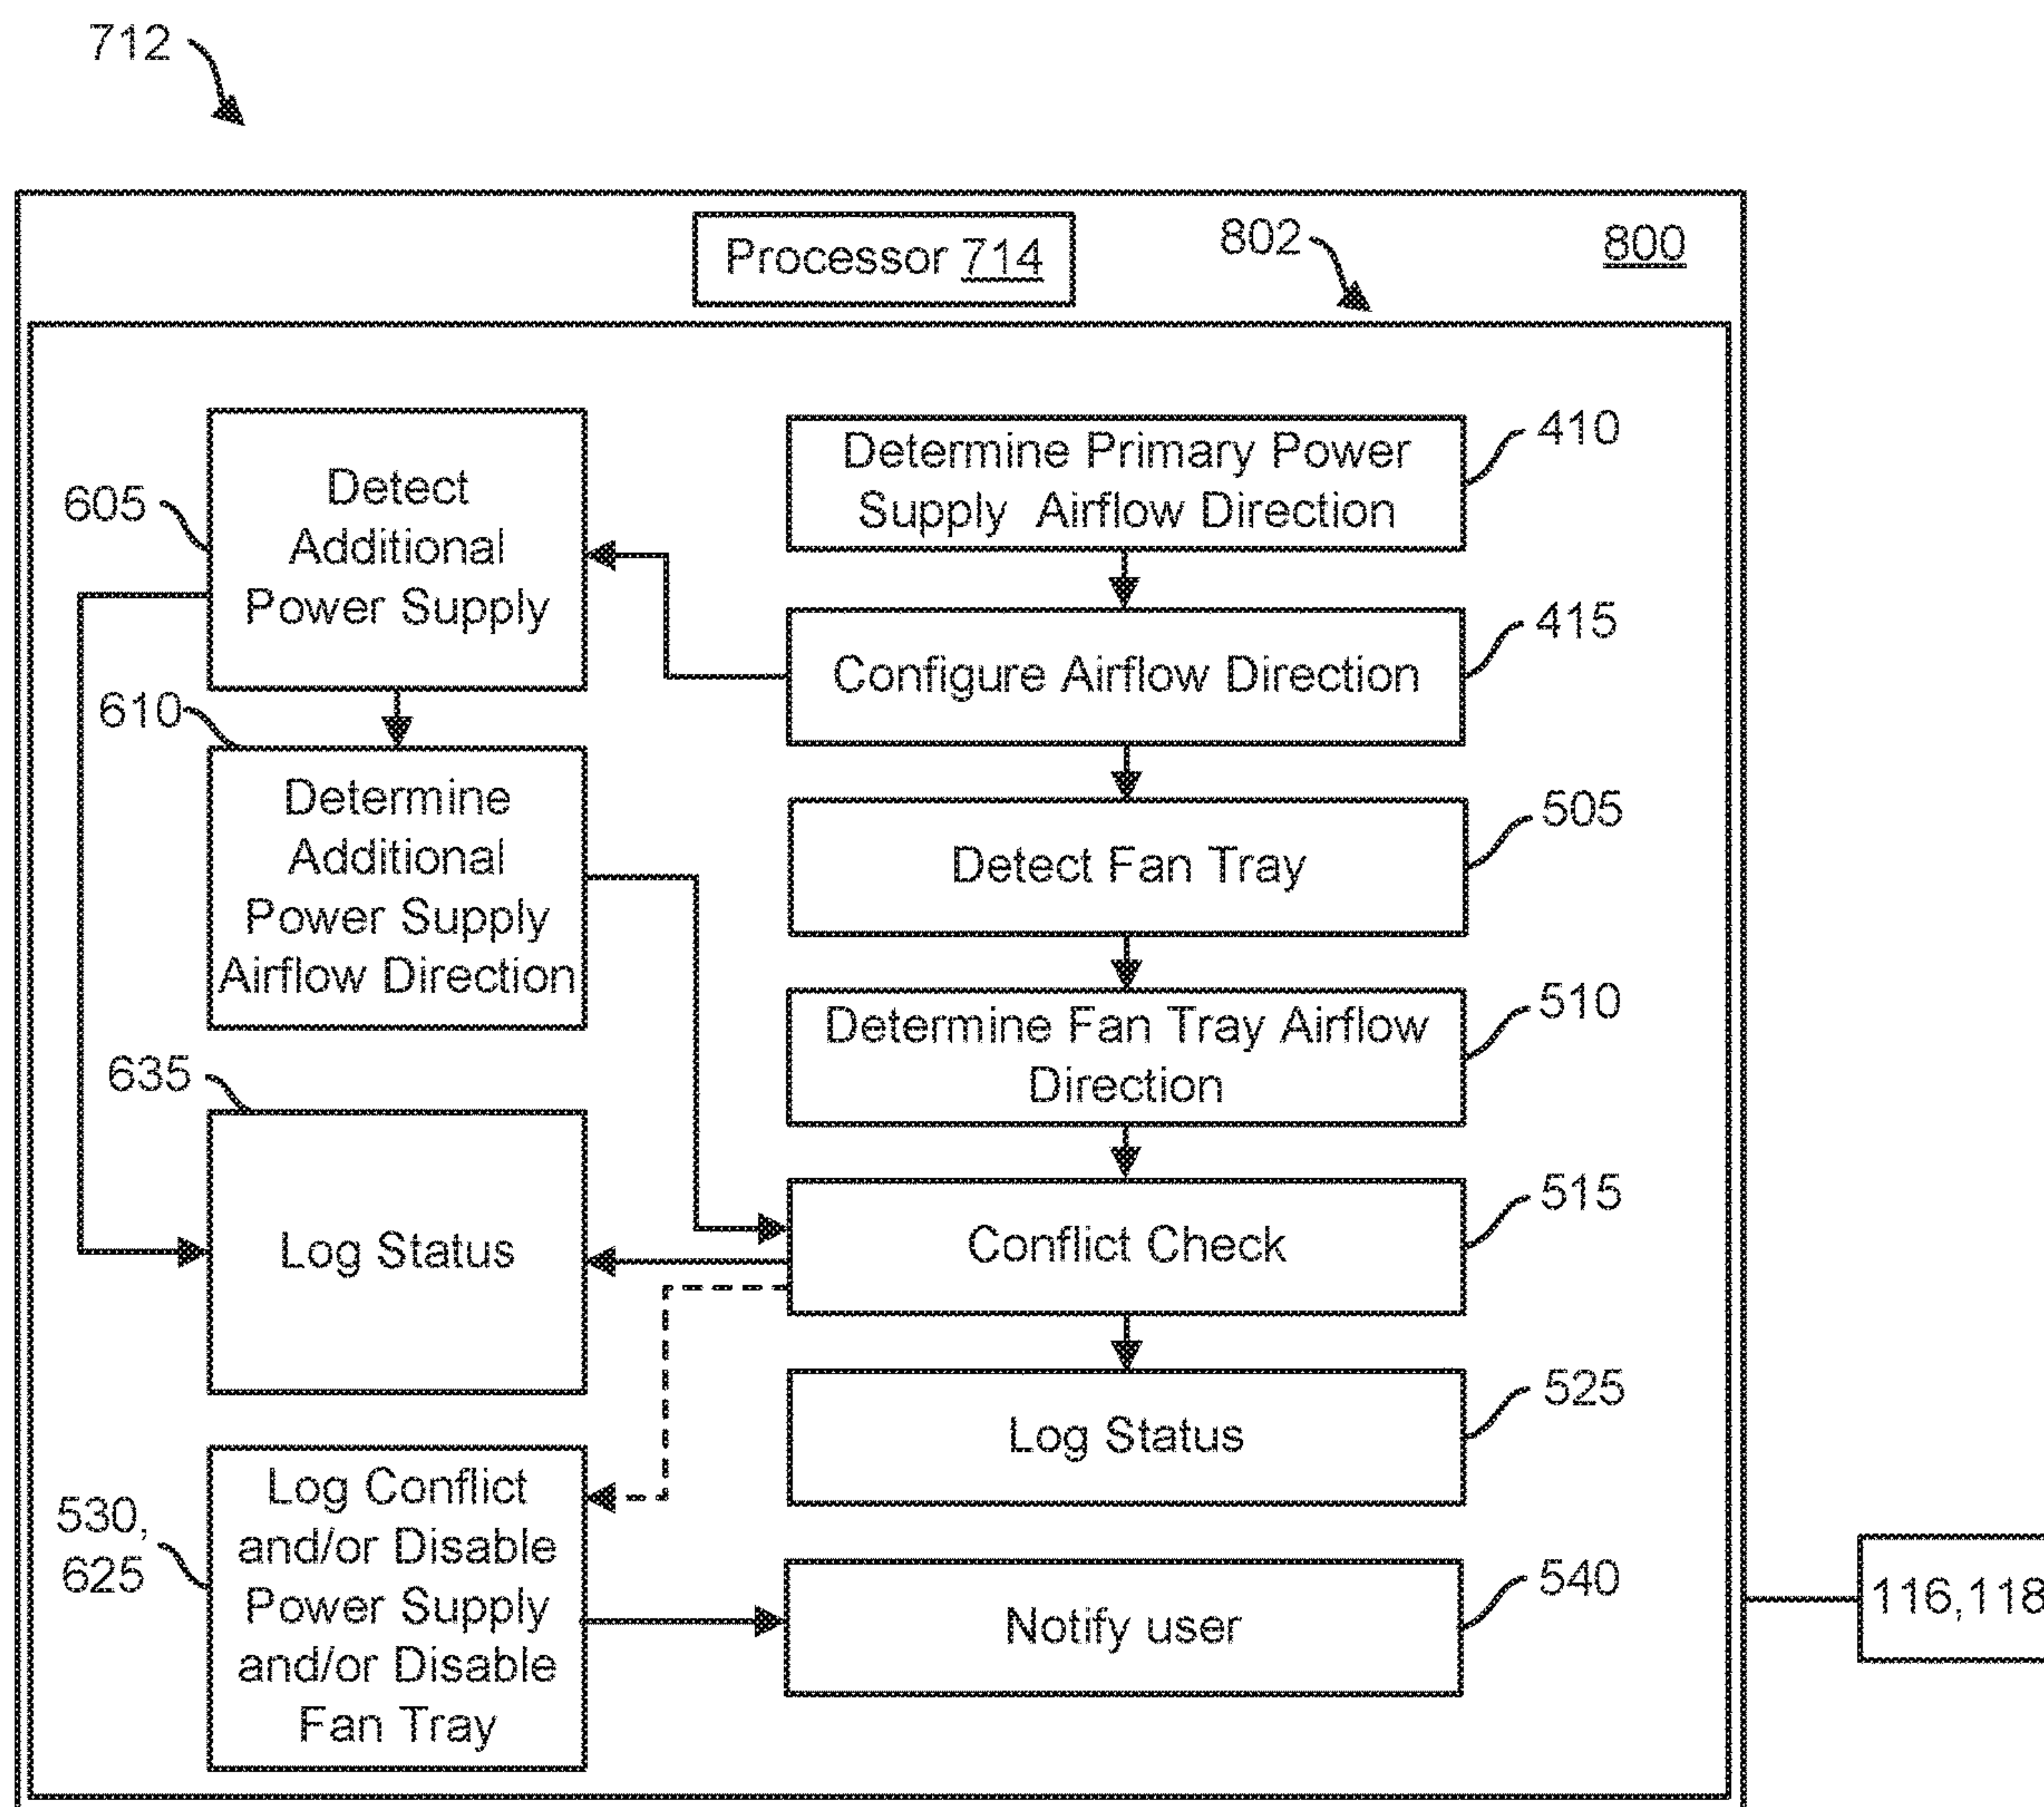 712
Processor 714
802
800
Determine Primary Power
Supply Airflow Direction
410
605
Detect
Additional
Power Supply
Configure Airflow Direction
415
610
Determine
Additional
Power Supply
Airflow Direction
Detect Fan Tray
505
Determine Fan Tray Airflow
Direction
510
635
Log Status
Conflict Check
515
Log Status
525
530,
625
Log Conflict
and/or Disable
Power Supply
and/or Disable
Fan Tray
Notify user
540
116,118